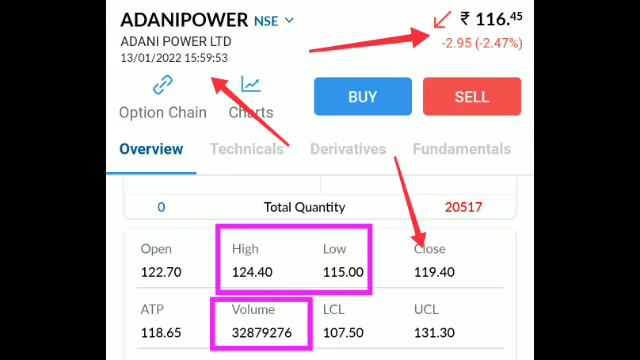 ADANIPOWER NSE
₹ 116.45
ADANI POWER LTD
-2.95 (-2.47%)
13/01/2022 15:59:53
Option Chain
Charts
BUY
SELL
Overview Technicals Derivatives Fundamentals
0 Total Quantity 20517
Open High Low Close
122.70 124.40 115.00 119.40
ATP Volume LCL UCL
118.65 32879276 107.50 131.30